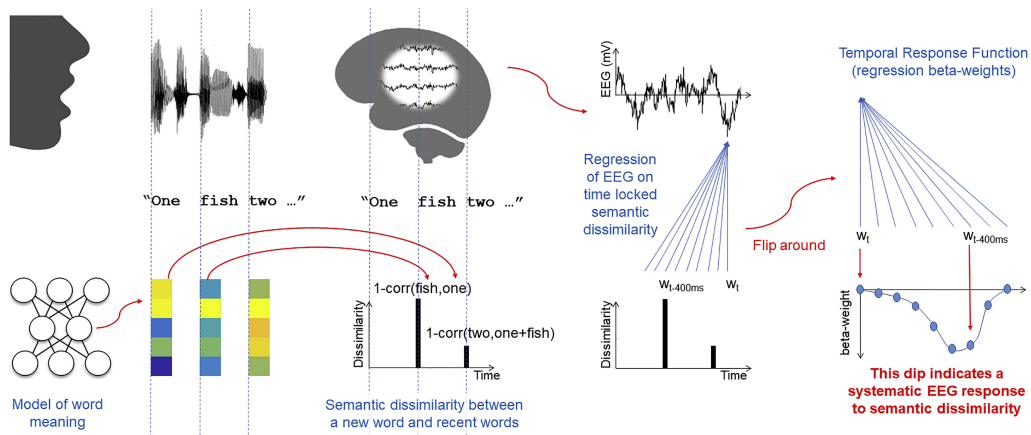 "One fish two …"
Model of word
meaning
"One fish two …"
1-corr(fish,one)
1-corr(two,one+fish)
Dissimilarity
Time
Semantic dissimilarity between
a new word and recent words
EEG (mV)
Regression
of EEG on
time locked
semantic
dissimilarity
Wt-400ms
Wt
Dissimilarity
Time
Flip around
Temporal Response Function
(regression beta-weights)
Wt
Wt-400ms
beta-weight
This dip indicates a
systematic EEG response
to semantic dissimilarity